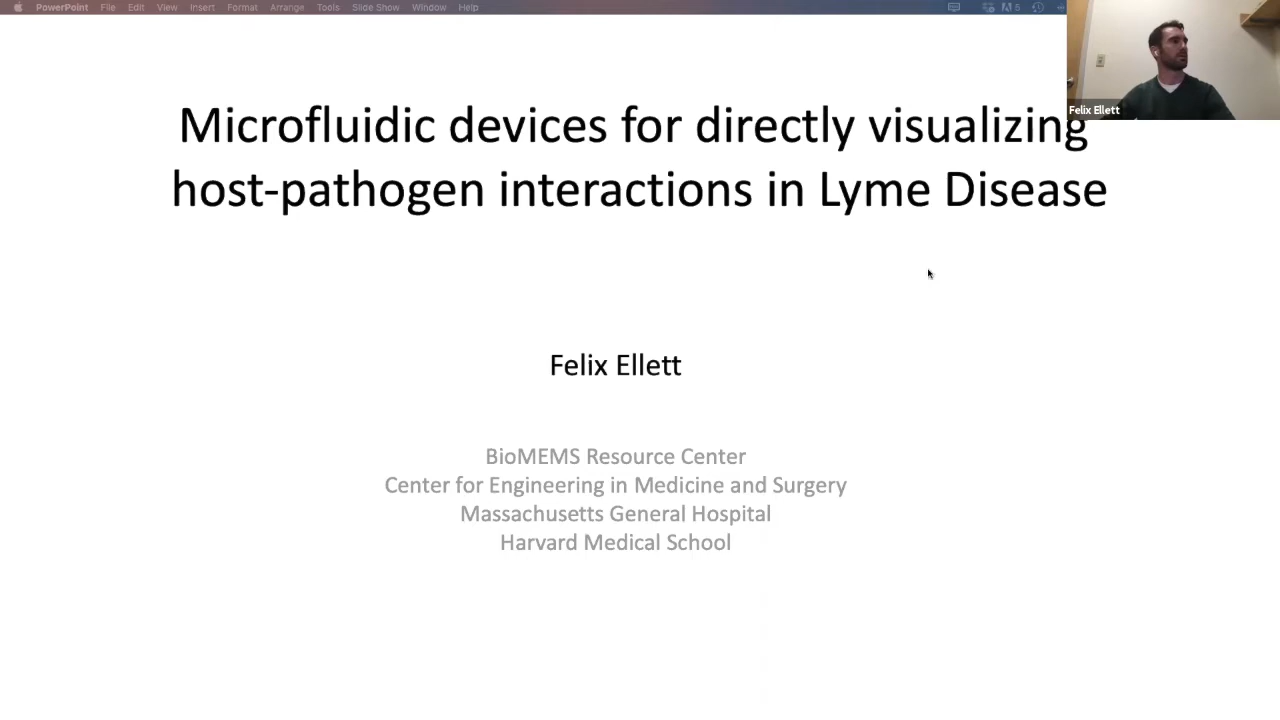 PowerPoint File Edit View Insert Format Arrange Tools Slide Show Window Help
6
Felix Ellett
Microfluidic devices for directly visualizing
host-pathogen interactions in Lyme Disease
Felix Ellett
BioMEMS Resource Center
Center for Engineering in Medicine and Surgery
Massachusetts General Hospital
Harvard Medical School